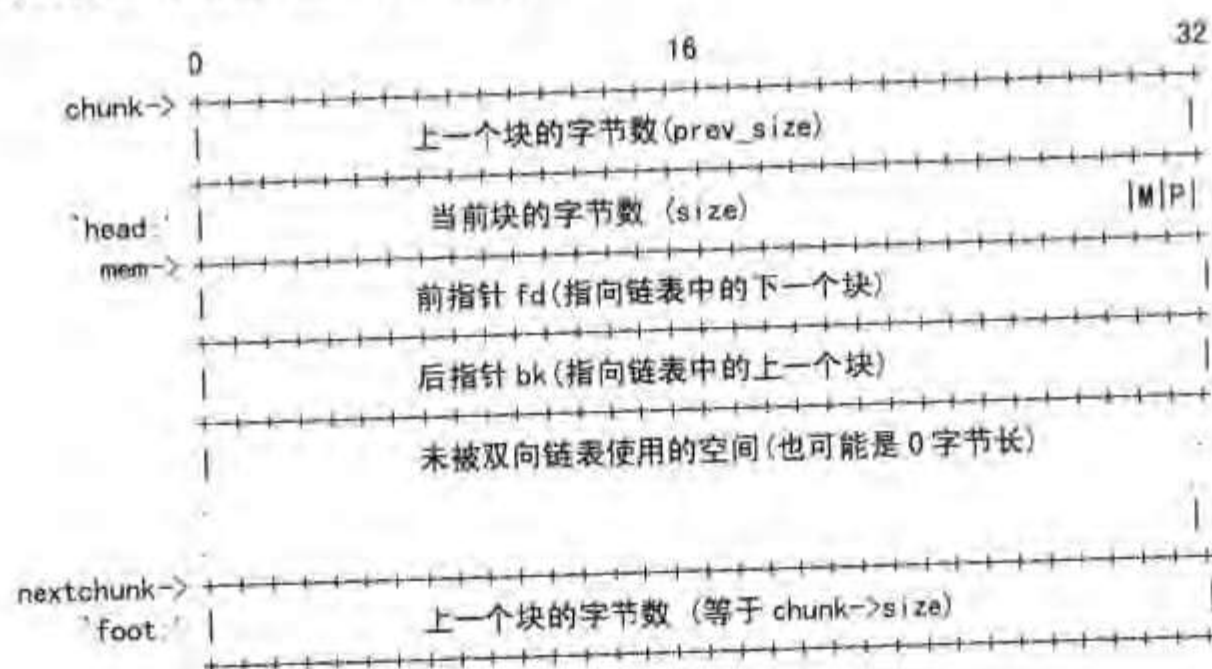 0 16 32
chunk-> +-+-+-+-+-+-+-+-+-+-+-+-+-+-+-+-+-+-+-+-+-+-+-+-+-+-+-+-+-+-+-+-+
| 上一个块的字节数(prev_size) |
+-+-+-+-+-+-+-+-+-+-+-+-+-+-+-+-+-+-+-+-+-+-+-+-+-+-+-+-+-+-+-+-+
`head:' | 当前块的字节数 (size) |M|P|
mem-> +-+-+-+-+-+-+-+-+-+-+-+-+-+-+-+-+-+-+-+-+-+-+-+-+-+-+-+-+-+-+-+-+
| 前指针 fd(指向链表中的下一个块) |
+-+-+-+-+-+-+-+-+-+-+-+-+-+-+-+-+-+-+-+-+-+-+-+-+-+-+-+-+-+-+-+-+
| 后指针 bk(指向链表中的上一个块) |
+-+-+-+-+-+-+-+-+-+-+-+-+-+-+-+-+-+-+-+-+-+-+-+-+-+-+-+-+-+-+-+-+
| 未被双向链表使用的空间(也可能是 0 字节长)
|
nextchunk-> +-+-+-+-+-+-+-+-+-+-+-+-+-+-+-+-+-+-+-+-+-+-+-+-+-+-+-+-+-+-+-+-+
`foot:' | 上一个块的字节数 (等于 chunk->size) |
+-+-+-+-+-+-+-+-+-+-+-+-+-+-+-+-+-+-+-+-+-+-+-+-+-+-+-+-+-+-+-+-+